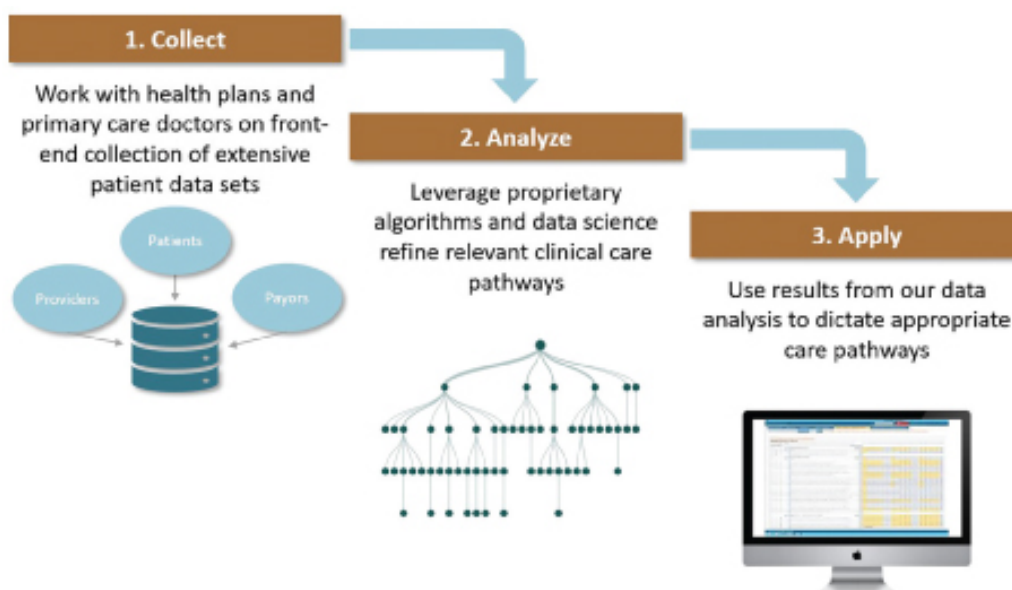 1. Collect
Work with health plans and
primary care doctors on front-
end collection of extensive
patient data sets
Patients
Providers
Payors
2. Analyze
Leverage proprietary
algorithms and data science
refine relevant clinical care
pathways
3. Apply
Use results from our data
analysis to dictate appropriate
care pathways